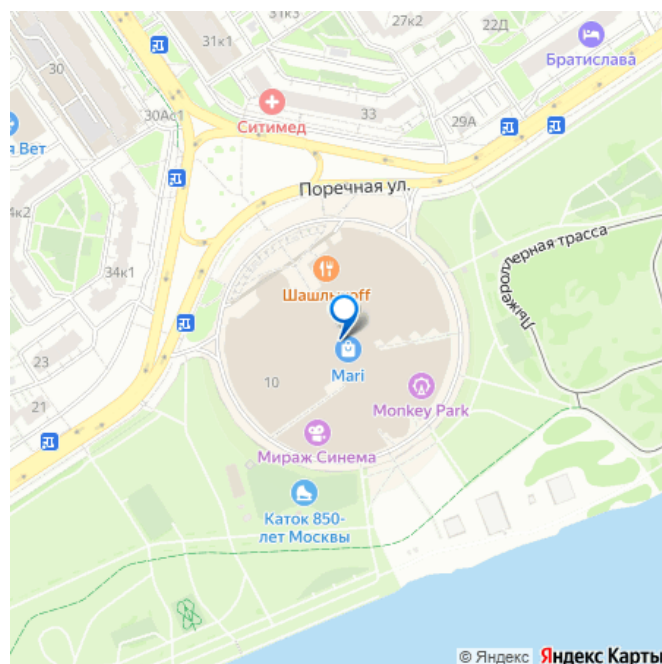 31к3
27к2
22Д
31к1
Братислава
30
33
30Ас1
Ситимед
29А
я Вет
Поречная ул.
4к2
Лыжероллерная трасса
34к1
Шашлыкoff
23
Mari
10
Monkey Park
21
Мираж Синема
Каток 850-
лет Москвы
© Яндекс Яндекс Карты